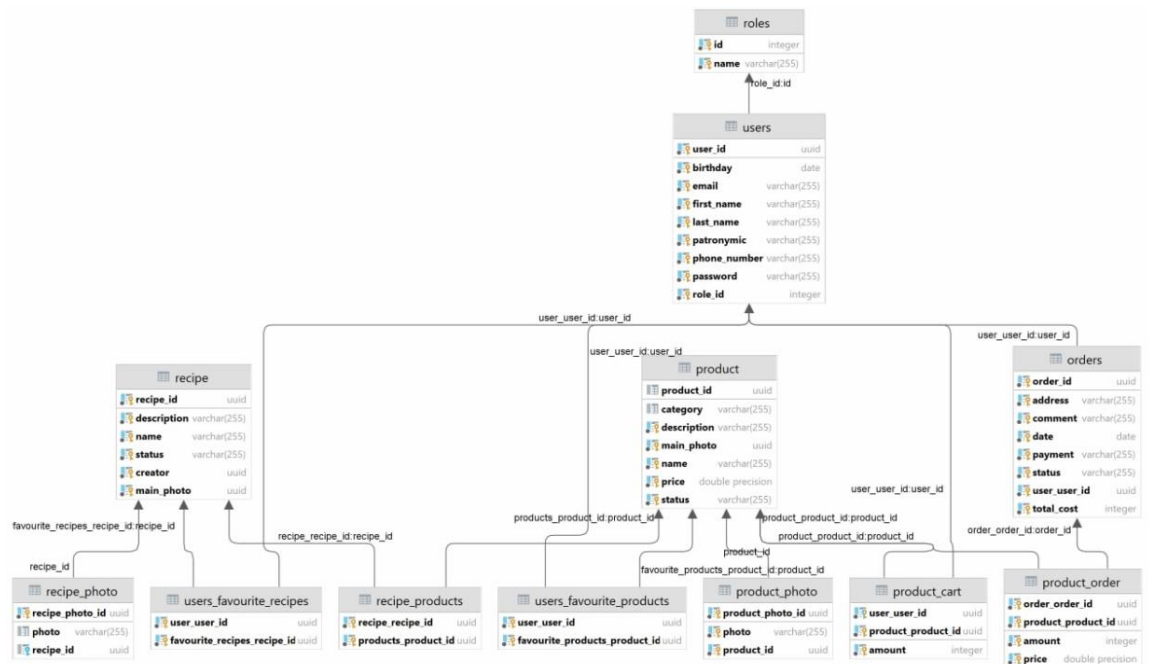 roles
id integer
name varchar(255)
role_id:id
users
user_id uuid
birthday date
email varchar(255)
first_name varchar(255)
last_name varchar(255)
patronymic varchar(255)
phone_number varchar(255)
password varchar(255)
role_id integer
user_user_id:user_id
user_user_id:user_id
user_user_id:user_id
recipe
recipe_id uuid
description varchar(255)
name varchar(255)
status varchar(255)
creator uuid
main_photo uuid
product
product_id uuid
category varchar(255)
description varchar(255)
main_photo uuid
name varchar(255)
price double precision
status varchar(255)
orders
order_id uuid
address varchar(255)
comment varchar(255)
date date
payment varchar(255)
status varchar(255)
user_user_id uuid
total_cost integer
user_user_id:user_id
favourite_recipes_recipe_id:recipe_id
recipe_recipe_id:recipe_id
products_product_id:product_id
product_product_id:product_id
product_product_id:product_id
order_order_id:order_id
recipe_id
product_id
favourite_products_product_id:product_id
recipe_photo
recipe_photo_id uuid
photo varchar(255)
recipe_id uuid
users_favourite_recipes
user_user_id uuid
favourite_recipes_recipe_id uuid
recipe_products
recipe_recipe_id uuid
products_product_id uuid
users_favourite_products
user_user_id uuid
favourite_products_product_id uuid
product_photo
product_photo_id uuid
photo varchar(255)
product_id uuid
product_cart
user_user_id uuid
product_product_id uuid
amount integer
product_order
order_order_id uuid
product_product_id uuid
amount integer
price double precision